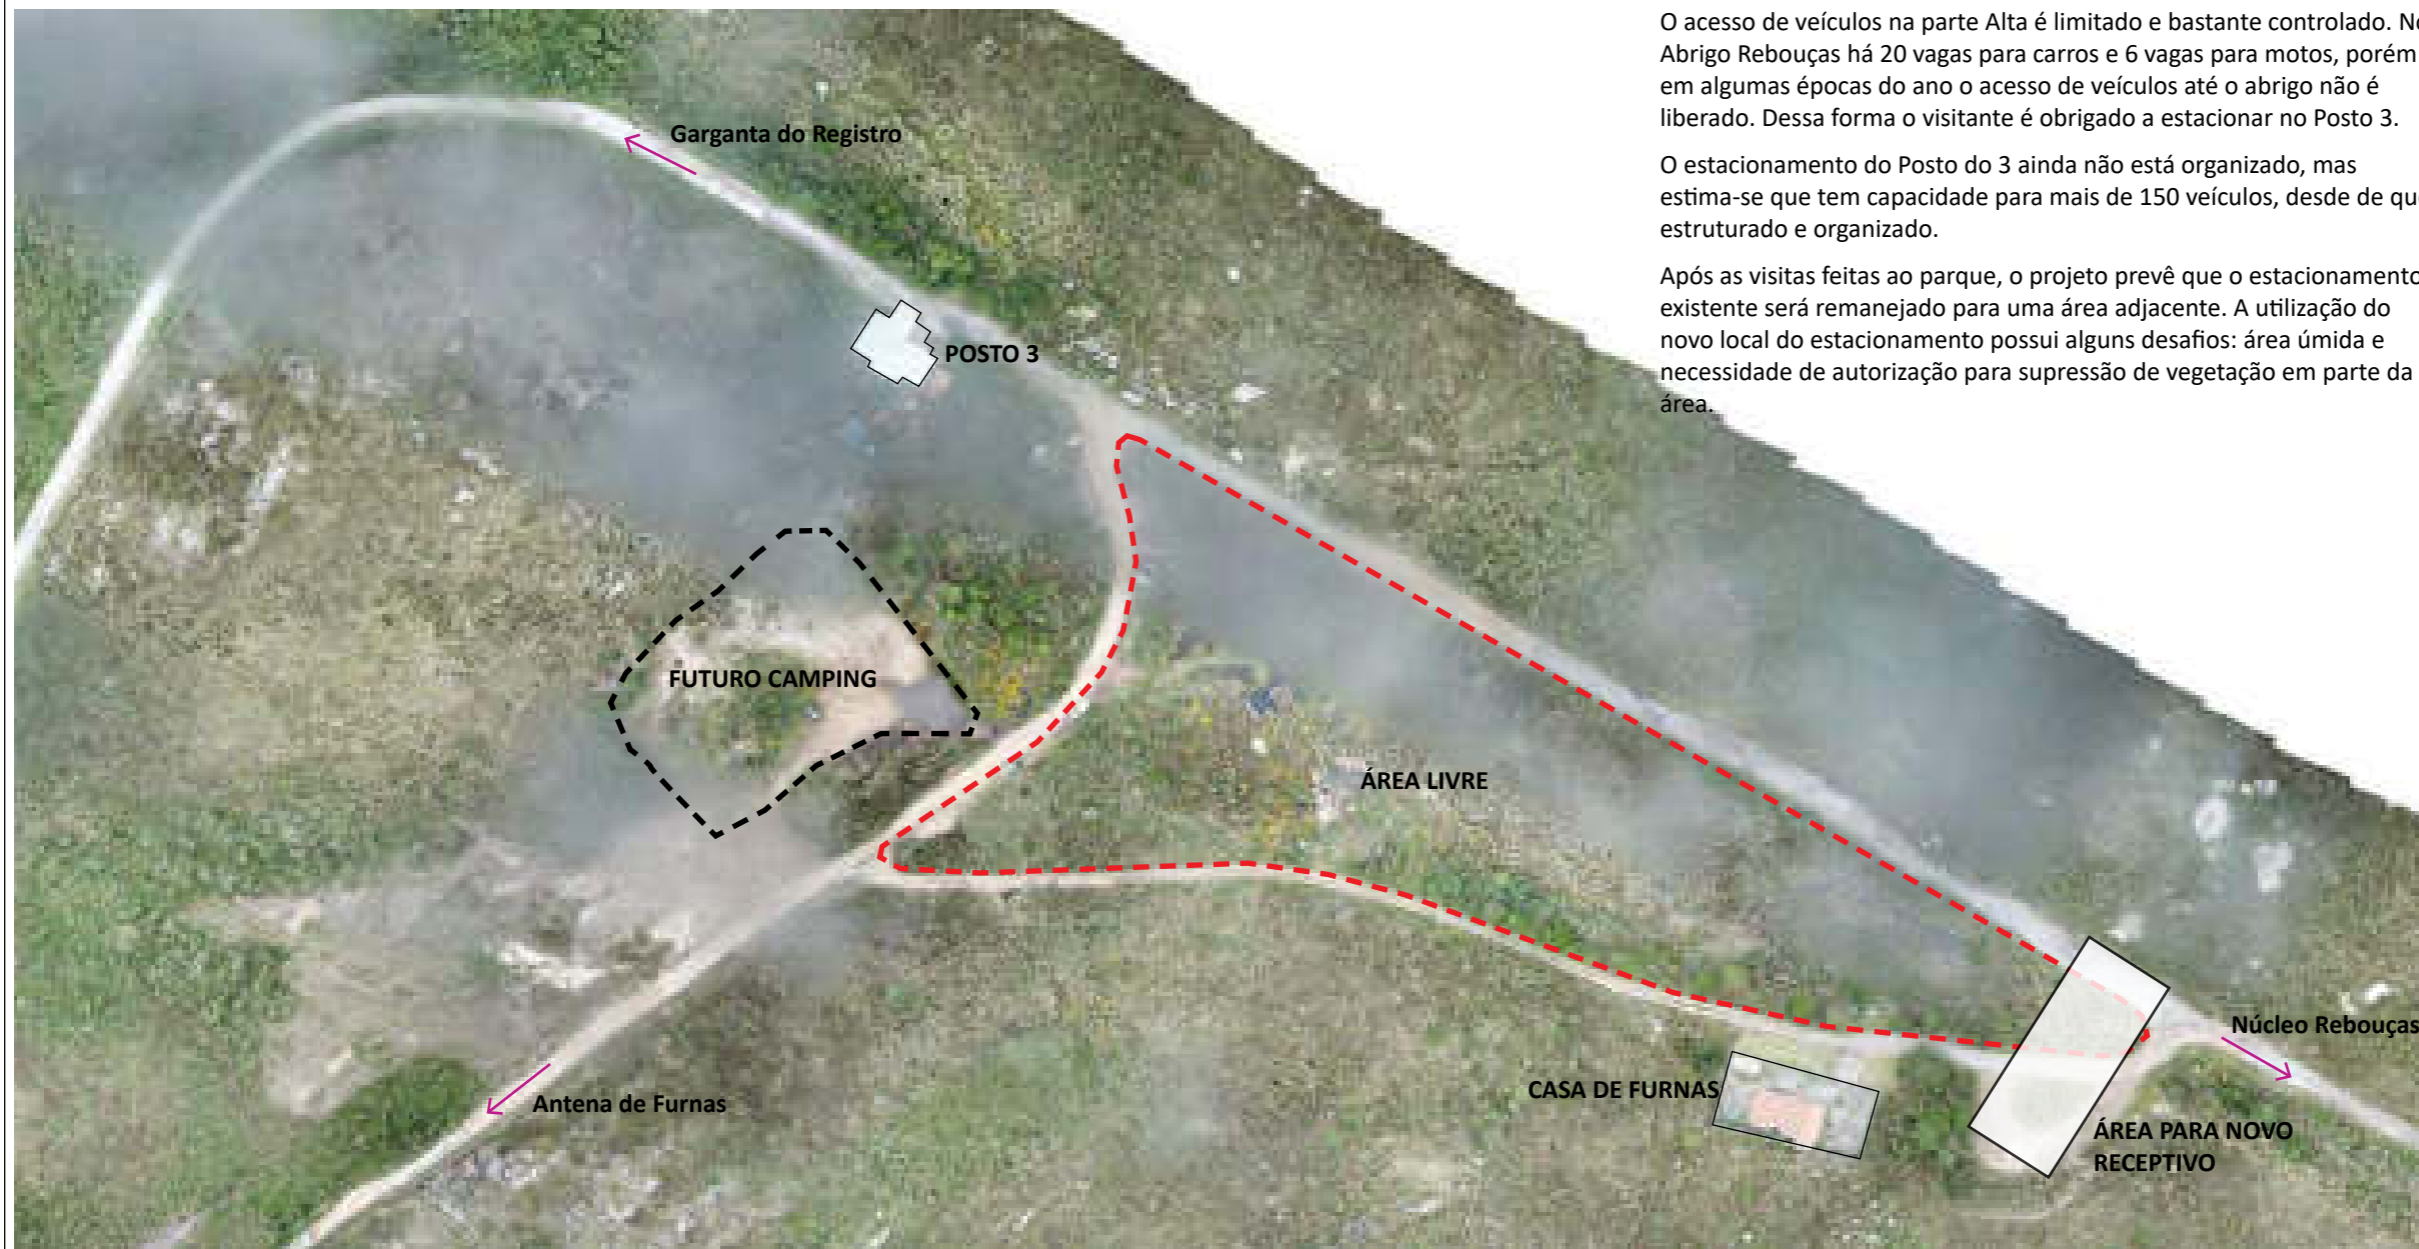 O acesso de veículos na parte Alta é limitado e bastante controlado.
Abrigo Rebouças há 20 vagas para carros e 6 vagas para motos, porém
em algumas épocas do ano o acesso de veículos até o abrigo não é
liberado. Dessa forma o visitante é obrigado a estacionar no Posto 3.
O estacionamento do Posto do 3 ainda não está organizado, mas
estima-se que tem capacidade para mais de 150 veículos, desde de
estruturado e organizado.
Após as visitas feitas ao parque, o projeto prevê que o estacionamento
existente será remanejado para uma área adjacente. A utilização do
novo local do estacionamento possui alguns desafios: área úmida e
necessidade de autorização para supressão de vegetação em parte da
área.
Garganta do Registro
POSTO 3
FUTURO CAMPING
ÁREA LIVRE
Núcleo Rebouças
CASA DE FURNAS
Antena de Furnas
ÁREA PARA NOVO
RECEPTIVO